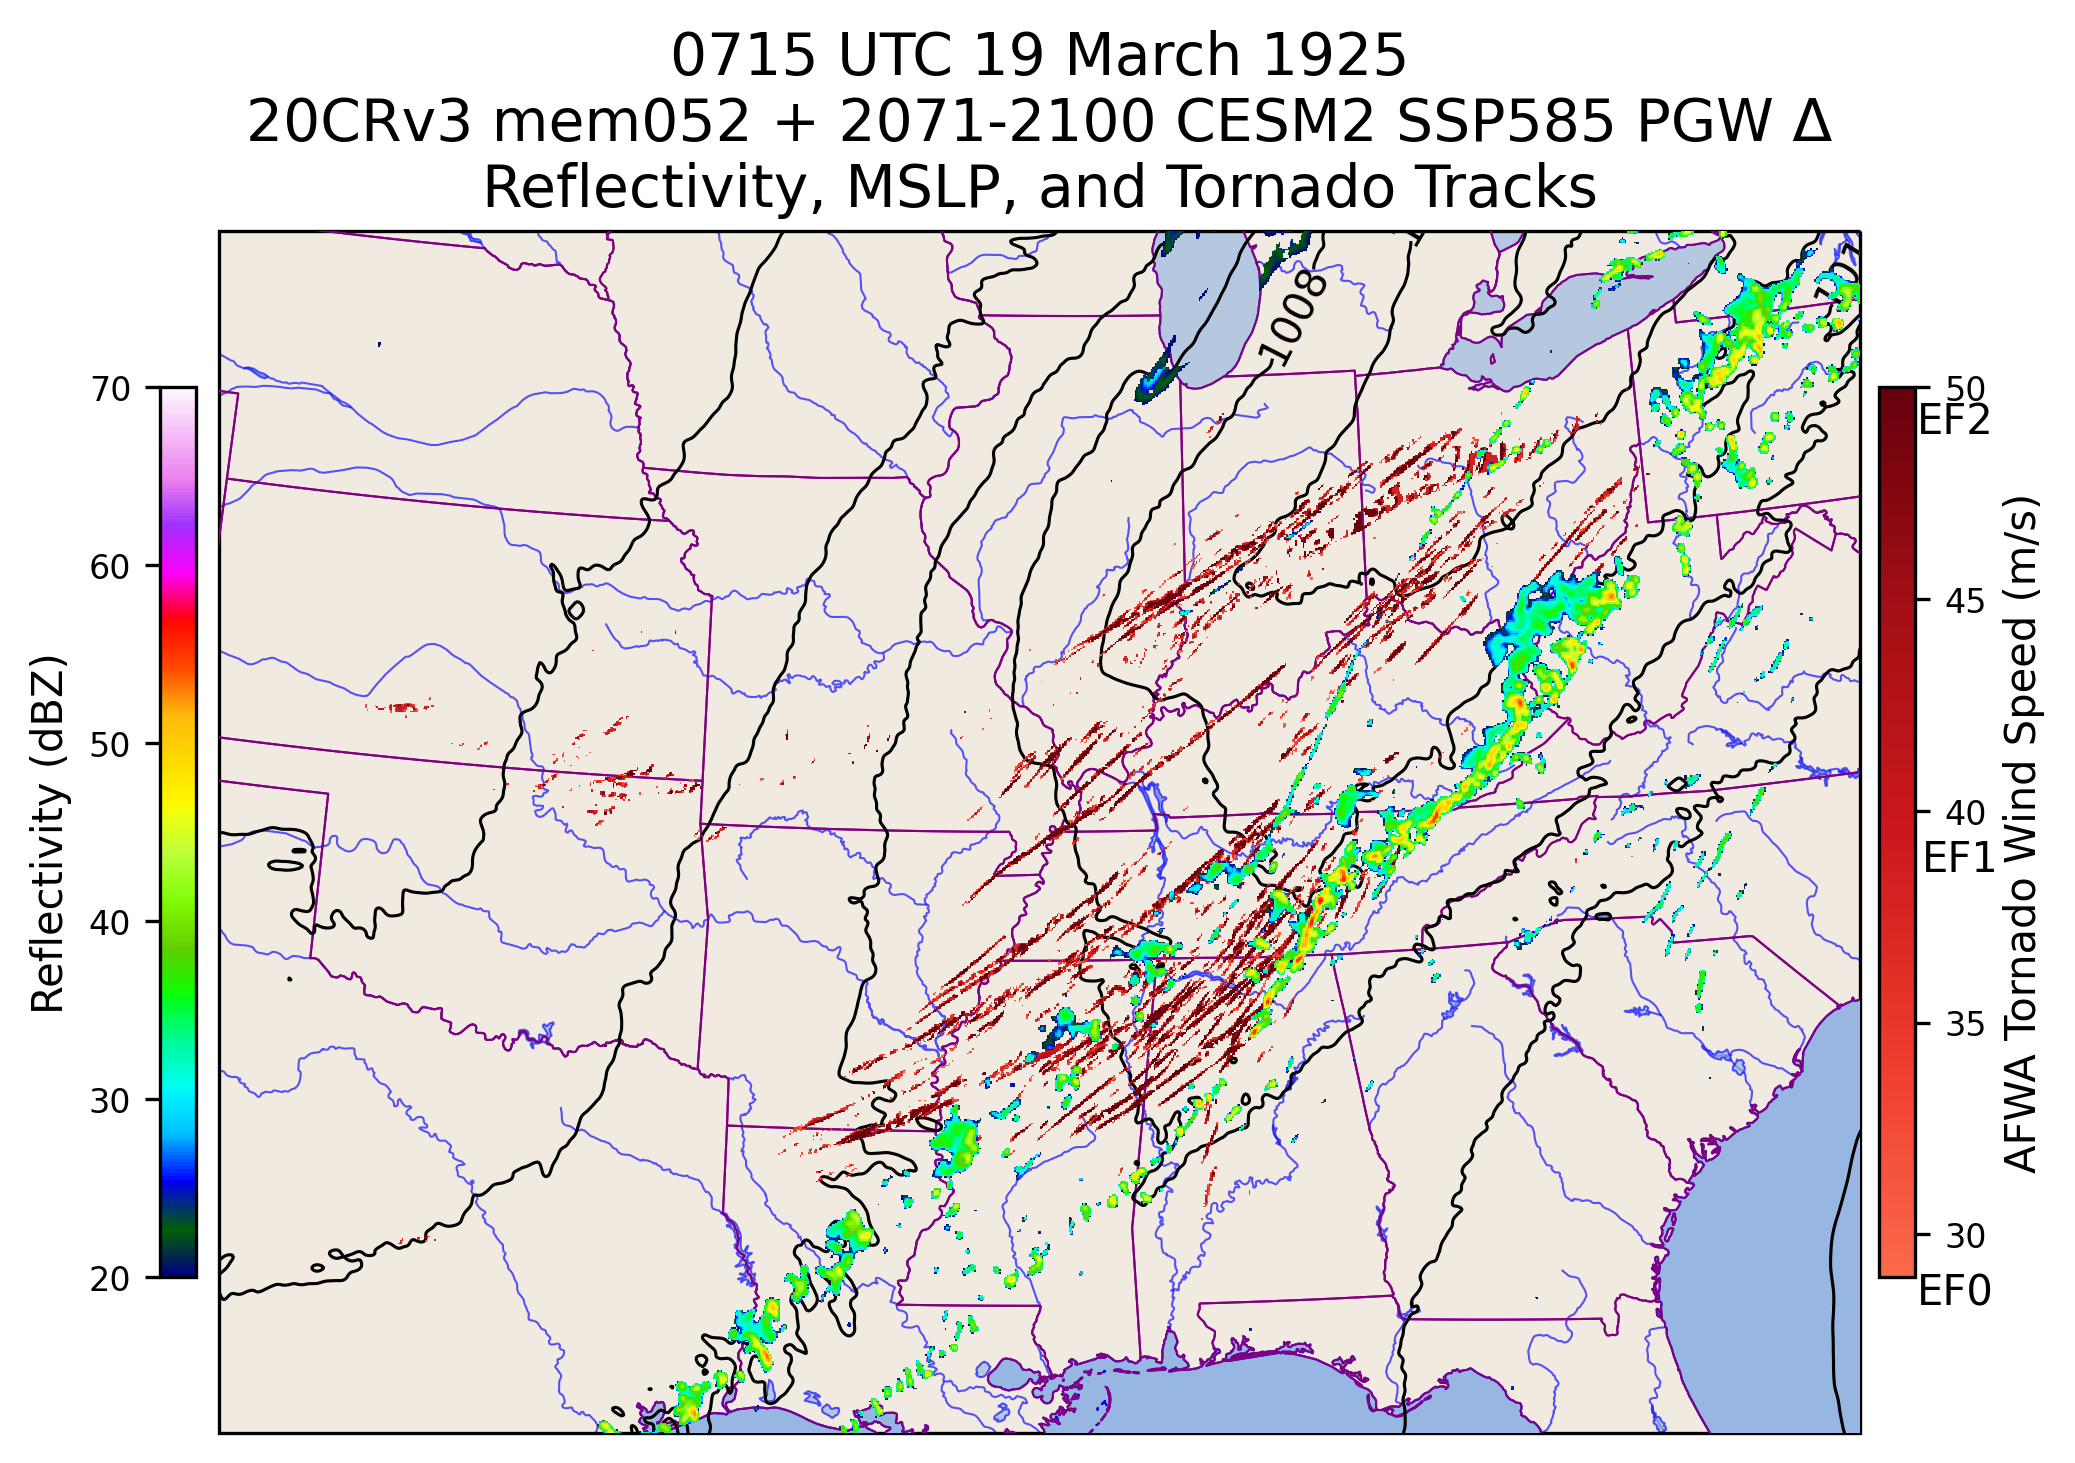 0715 UTC 19 March 1925
20CRv3 mem052 + 2071-2100 CESM2 SSP585 PGW Δ
Reflectivity, MSLP, and Tornado Tracks
1008
Reflectivity (dBZ)
70
60
50
40
30
20
50
EF2
45
40
EF1
35
30
EF0
AFWA Tornado Wind Speed (m/s)